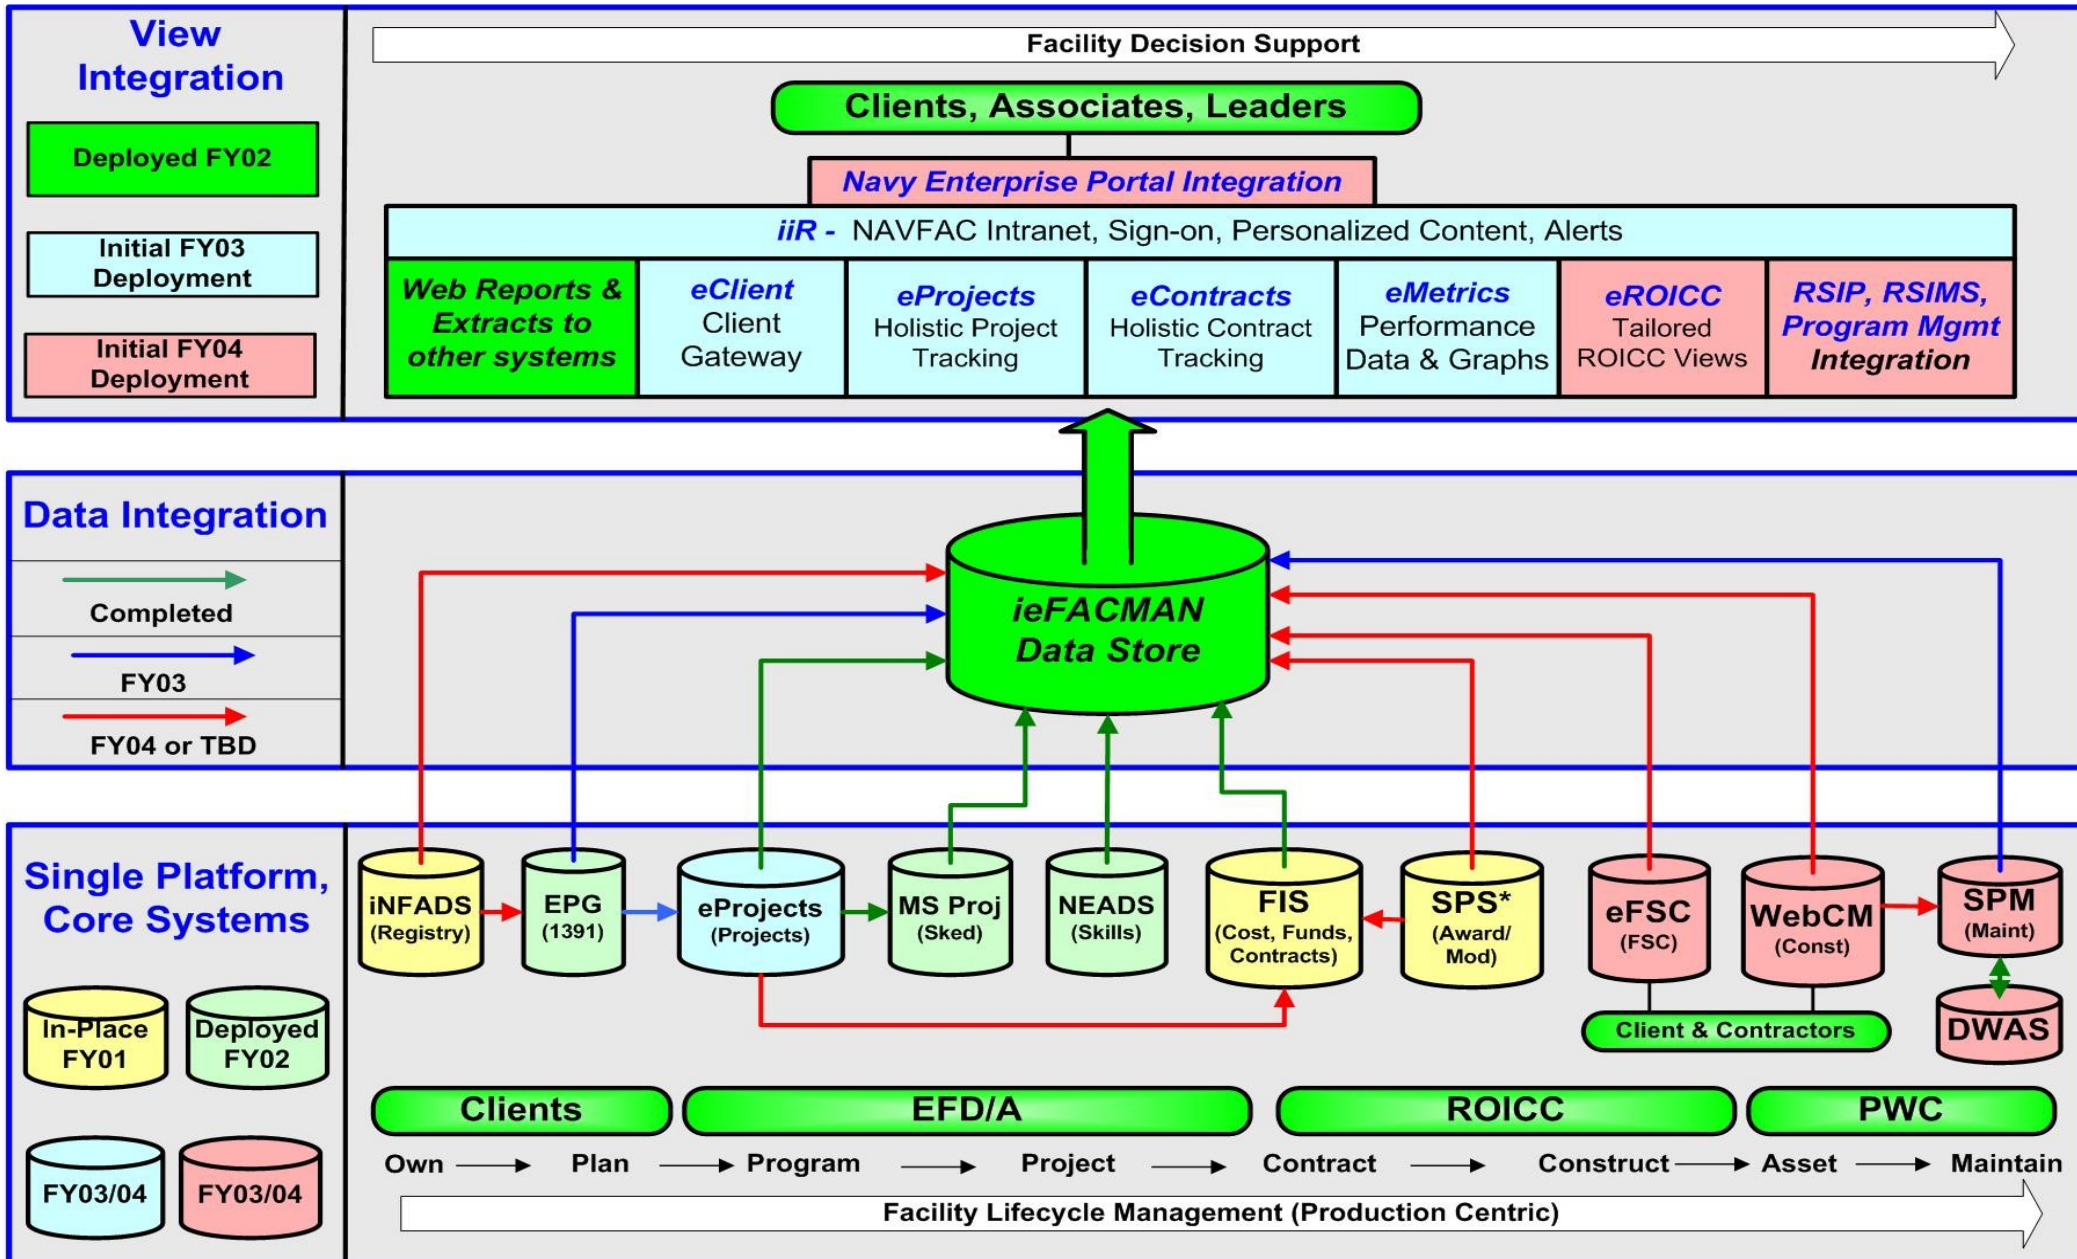 View
Integration
Deployed FY02
Initial FY03
Deployment
Initial FY04
Deployment
Facility Decision Support
Clients, Associates, Leaders
Navy Enterprise Portal Integration
iiR - NAVFAC Intranet, Sign-on, Personalized Content, Alerts
Web Reports &
Extracts to
other systems
eClient
Client
Gateway
eProjects
Holistic Project
Tracking
eContracts
Holistic Contract
Tracking
eMetrics
Performance
Data & Graphs
eROICC
Tailored
ROICC Views
RSIP, RSIMS,
Program Mgmt
Integration
Data Integration
Completed
FY03
FY04 or TBD
ieFACMAN
Data Store
Single Platform,
Core Systems
In-Place
FY01
Deployed
FY02
FY03/04
FY03/04
iNFADS
(Registry)
EPG
(1391)
eProjects
(Projects)
MS Proj
(Sked)
NEADS
(Skills)
FIS
(Cost, Funds,
Contracts)
SPS*
(Award/
Mod)
eFSC
(FSC)
WebCM
(Const)
SPM
(Maint)
Client & Contractors
DWAS
Clients
EFD/A
ROICC
PWC
Own
Plan
Program
Project
Contract
Construct
Asset
Maintain
Facility Lifecycle Management (Production Centric)